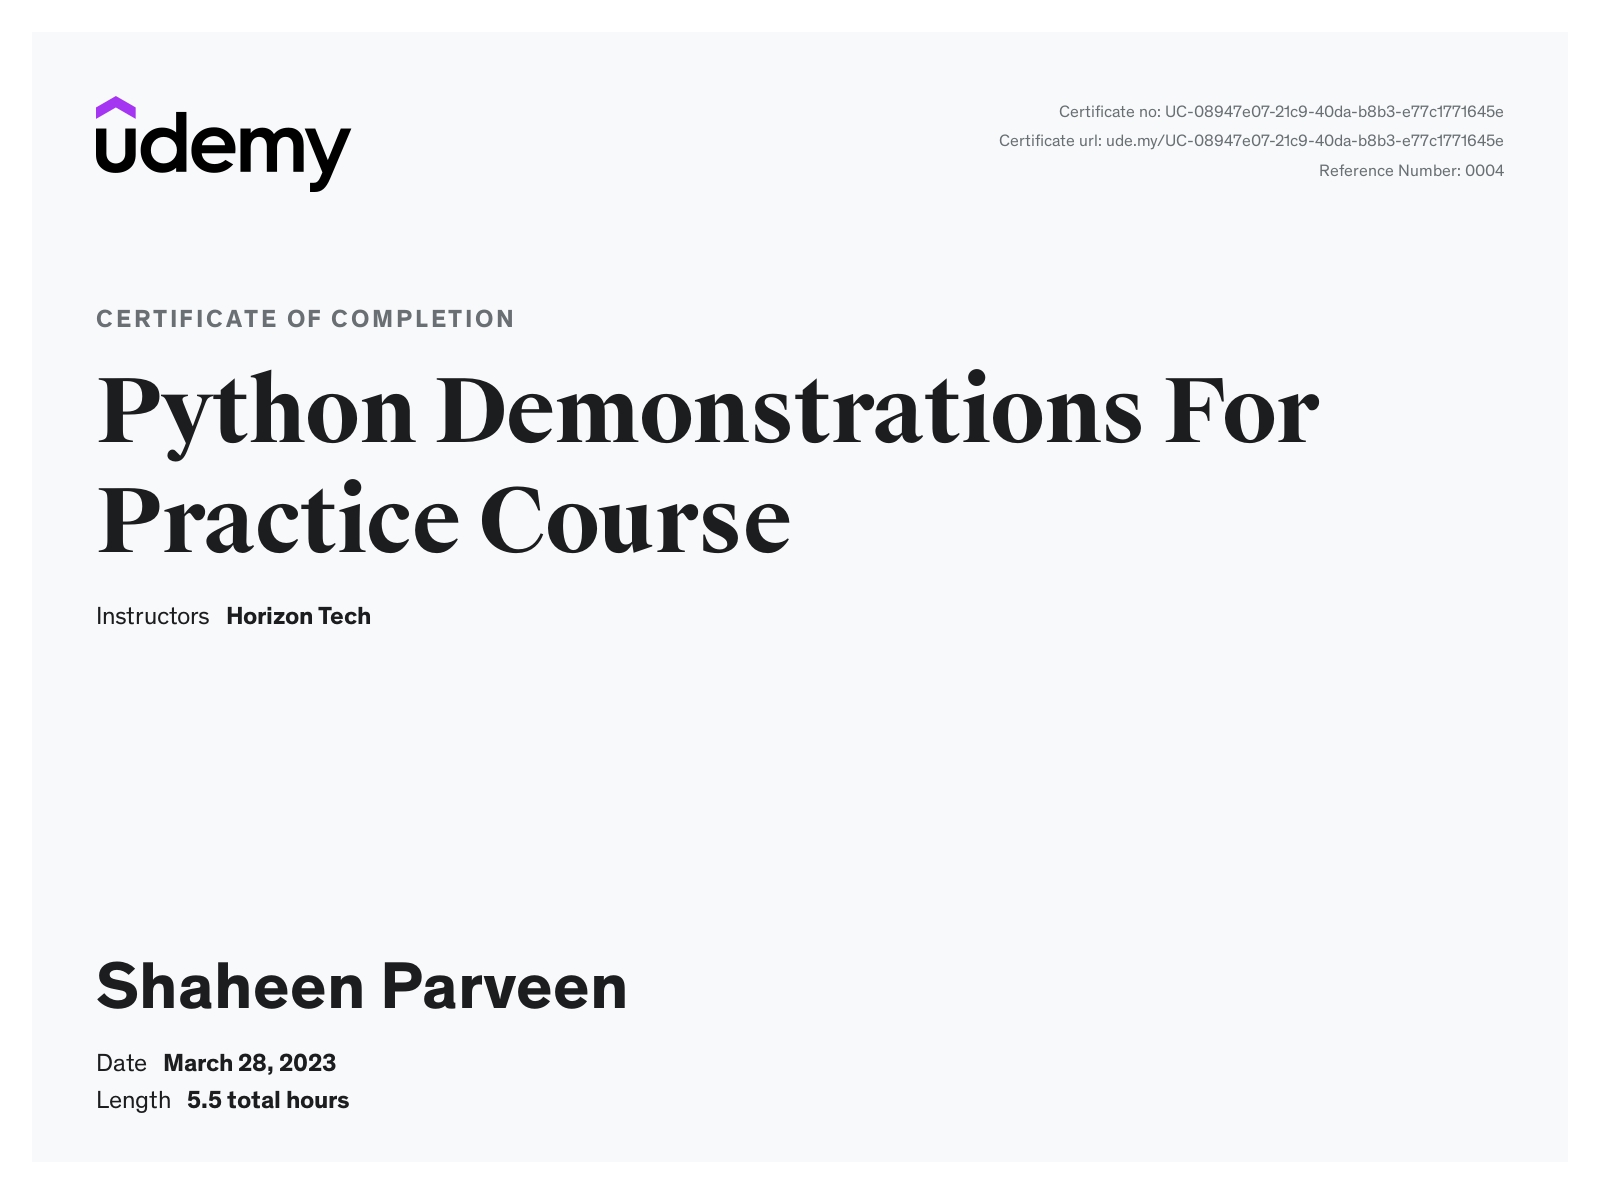 udemy
Certificate no: UC-08947e07-21c9-40da-b8b3-e77c1771645e
Certificate url: ude.my/UC-08947e07-21c9-40da-b8b3-e77c1771645e
Reference Number: 0004
CERTIFICATE OF COMPLETION
Python Demonstrations For
Practice Course
Instructors Horizon Tech
Shaheen Parveen
Date March 28, 2023
Length 5.5 total hours